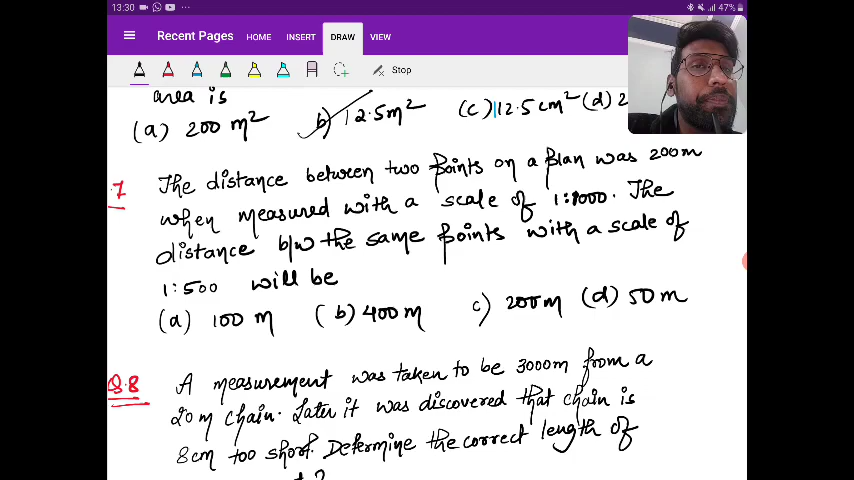 13:30 47%
Recent Pages HOME INSERT DRAW VIEW
Stop
area is
(a) 200 m² b) 12.5m² (c) 112.5 cm² (d) 2
.7 The distance between two points on a plan was 200m
when measured with a scale of 1:1000. The
distance b/w the same points with a scale of
1:500 will be
(a) 100 m (b) 400 m c) 200m (d) 50 m
Q.8 A measurement was taken to be 3000m from a
20m chain. Later it was discovered that chain is
8cm too short. Determine the correct length of